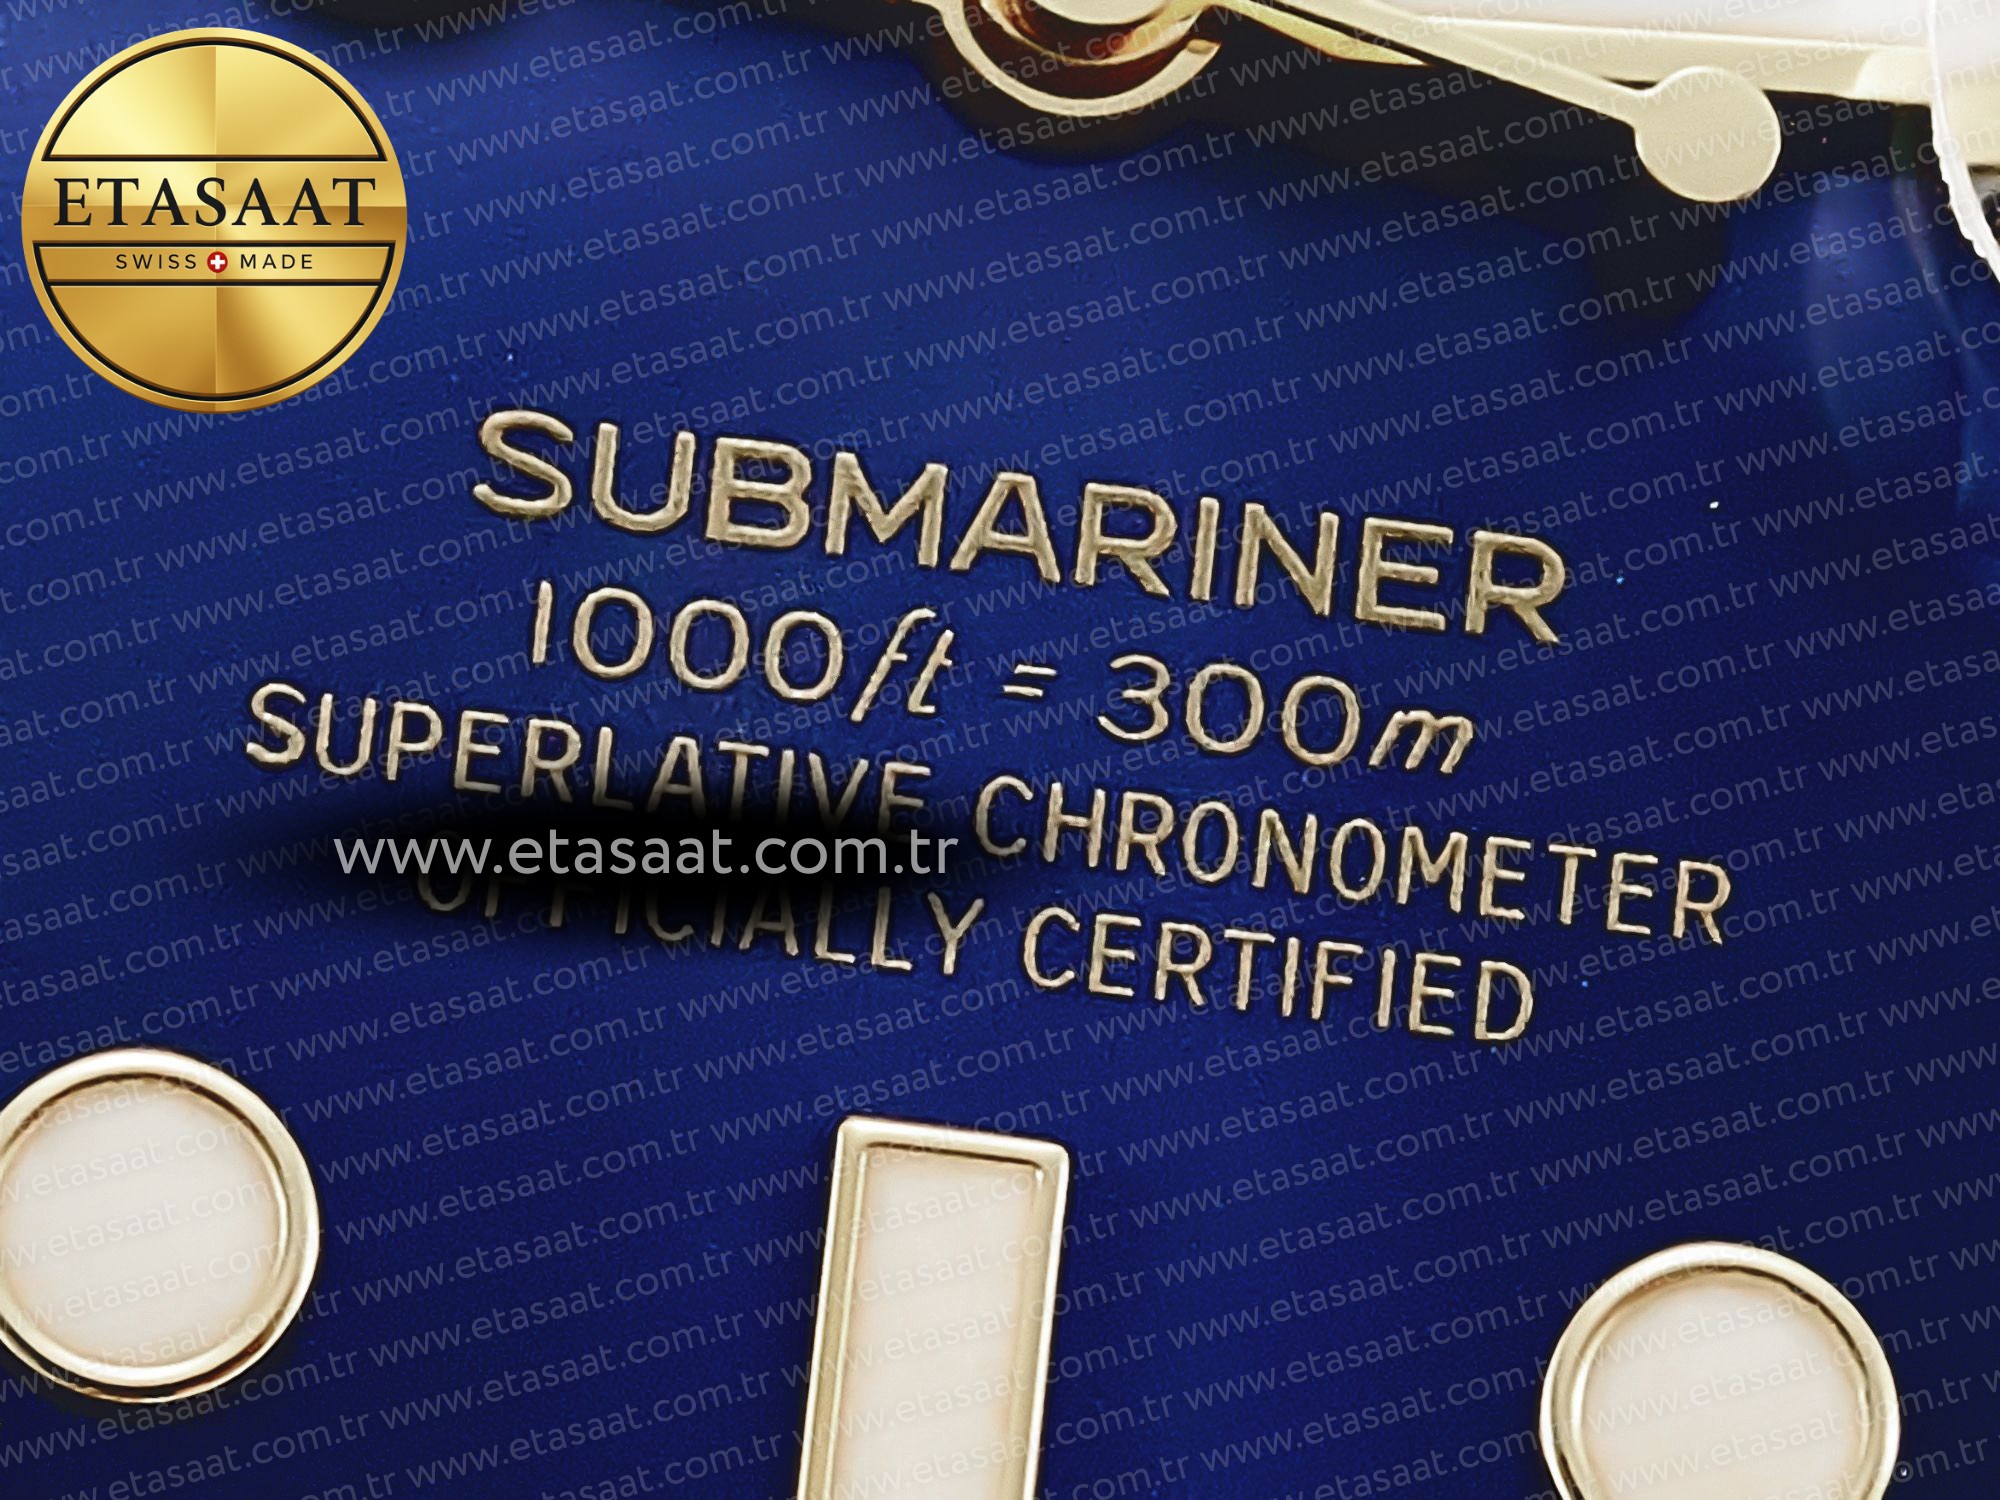 ETASAAT
SWISS MADE
SUBMARINER
1000ft = 300m
SUPERLATIVE CHRONOMETER
www.etasaat.com.tr
OFFICIALLY CERTIFIED